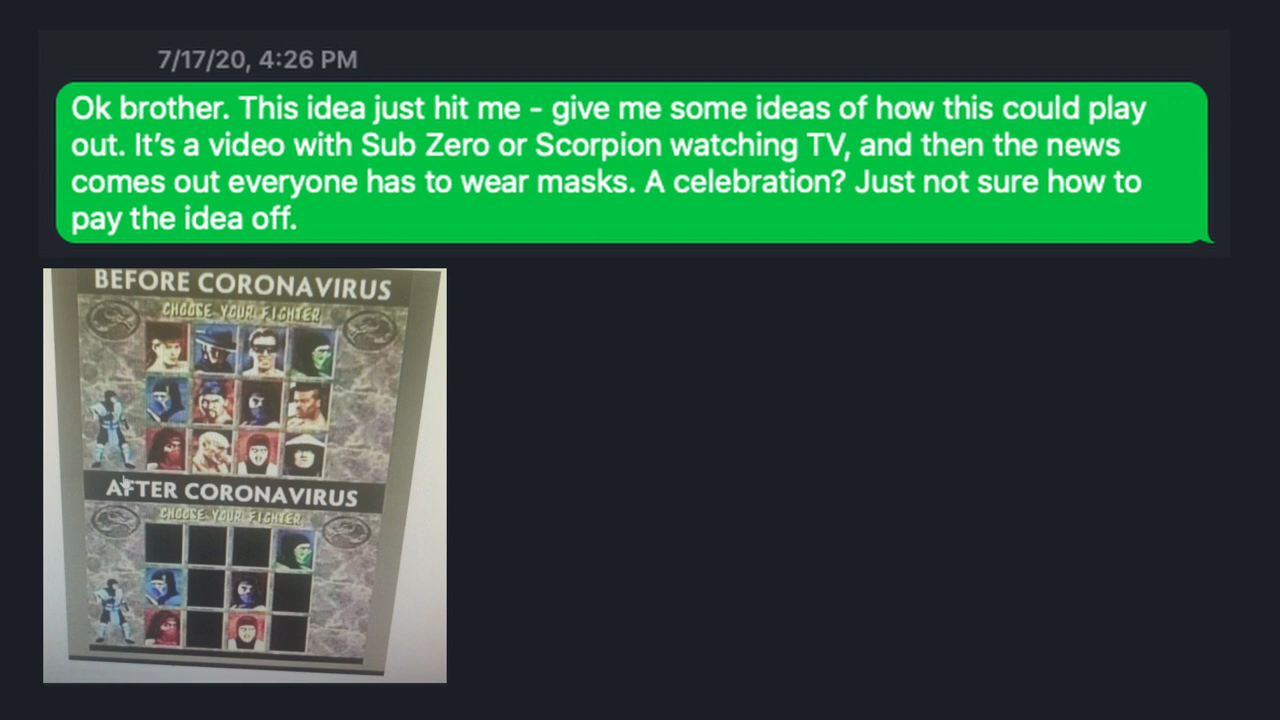 7/17/20, 4:26 PM
Ok brother. This idea just hit me - give me some ideas of how this could play
out. It’s a video with Sub Zero or Scorpion watching TV, and then the news
comes out everyone has to wear masks. A celebration? Just not sure how to
pay the idea off.
BEFORE CORONAVIRUS
CHOOSE YOUR FIGHTER
AFTER CORONAVIRUS
CHOOSE YOUR FIGHTER